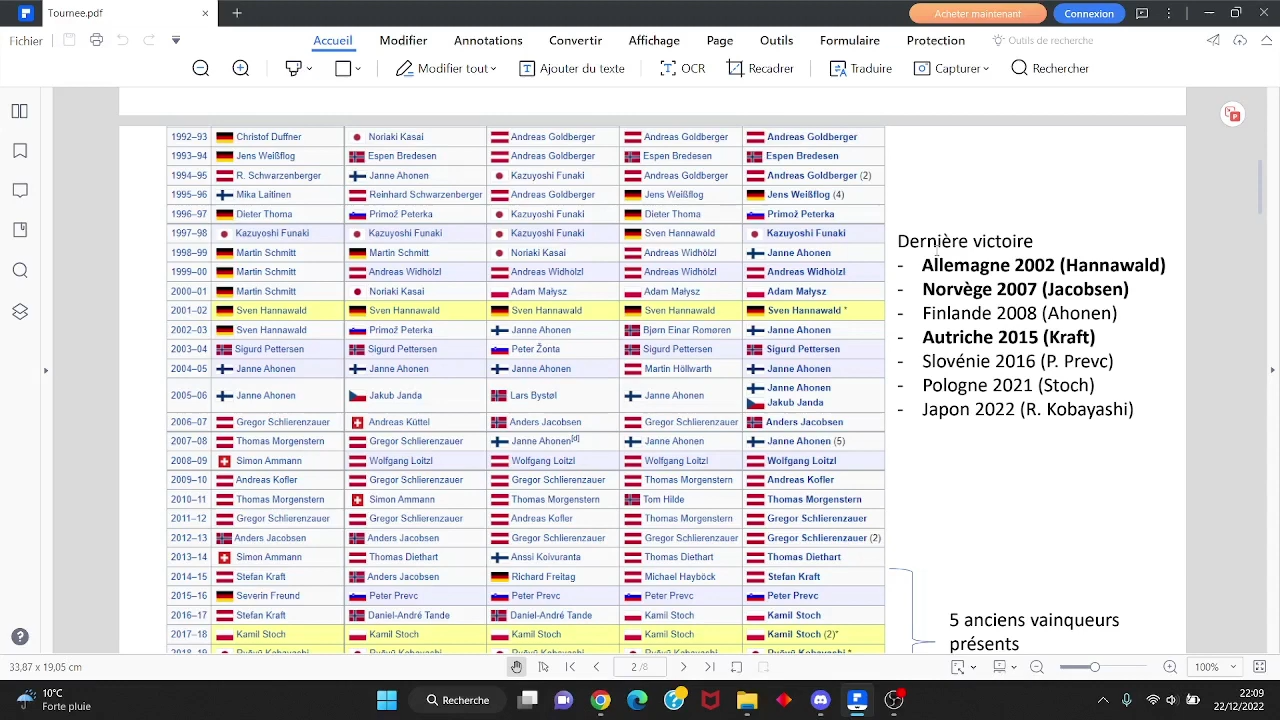 Tournee.pdf
Acheter maintenant
Connexion
Fichier
Accueil Modifier Annotations Convertir Affichage Page Outils Formulaire Protection Outils de recherche
Modifier tout Ajouter du texte OCR Recadrer Traduire Capture Rechercher
1992–93 Christof Duffner Noriaki Kasai Andreas Goldberger Andreas Goldberger Andreas Goldberger
1993–94 Jens Weißflog Espen Bredesen Andreas Goldberger Espen Bredesen Espen Bredesen
1994–95 R. Schwarzenberger Janne Ahonen Kazuyoshi Funaki Andreas Goldberger Andreas Goldberger (2)
1995–96 Mika Laitinen Reinhard Schwarzenberger Andreas Goldberger Jens Weißflog Jens Weißflog (4)
1996–97 Dieter Thoma Primož Peterka Kazuyoshi Funaki Dieter Thoma Primož Peterka
1997–98 Kazuyoshi Funaki Kazuyoshi Funaki Kazuyoshi Funaki Sven Hannawald Kazuyoshi Funaki
1998–99 Martin Schmitt Martin Schmitt Noriaki Kasai Andreas Widhölzl Janne Ahonen
1999–00 Martin Schmitt Andreas Widhölzl Andreas Widhölzl Andreas Widhölzl Andreas Widholzl
2000–01 Martin Schmitt Noriaki Kasai Adam Małysz Adam Małysz Adam Małysz
2001–02 Sven Hannawald Sven Hannawald Sven Hannawald Sven Hannawald Sven Hannawald *
2002–03 Sven Hannawald Primož Peterka Janne Ahonen Bjørn Einar Romøren Janne Ahonen
2003–04 Sigurd Pettersen Sigurd Pettersen Peter Žonta Sigurd Pettersen Sigurd Pettersen
2004–05 Janne Ahonen Janne Ahonen Janne Ahonen Martin Höllwarth Janne Ahonen
2005–06 Janne Ahonen Jakub Janda Lars Bystøl Janne Ahonen Janne Ahonen
Jakub Janda
2006–07 Gregor Schlierenzauer Andreas Küttel Anders Jacobsen Gregor Schlierenzauer Anders Jacobsen
2007–08 Thomas Morgenstern Gregor Schlierenzauer Janne Ahonen[d] Janne Ahonen Janne Ahonen (5)
2008–09 Simon Ammann Wolfgang Loitzl Wolfgang Loitzl Wolfgang Loitzl Wolfgang Loitzl
2009–10 Andreas Kofler Gregor Schlierenzauer Gregor Schlierenzauer Thomas Morgenstern Andreas Kofler
2010–11 Thomas Morgenstern Simon Ammann Thomas Morgenstern Tom Hilde Thomas Morgenstern
2011–12 Gregor Schlierenzauer Gregor Schlierenzauer Andreas Kofler Thomas Morgenstern Gregor Schlierenzauer
2012–13 Anders Jacobsen Anders Jacobsen Gregor Schlierenzauer Gregor Schlierenzauer Gregor Schlierenzauer (2)
2013–14 Simon Ammann Thomas Diethart Anssi Koivuranta Thomas Diethart Thomas Diethart
2014–15 Stefan Kraft Anders Jacobsen Richard Freitag Michael Hayböck Stefan Kraft
2015–16 Severin Freund Peter Prevc Peter Prevc Peter Prevc Peter Prevc
2016–17 Stefan Kraft Daniel-André Tande Daniel-André Tande Kamil Stoch Kamil Stoch
2017–18 Kamil Stoch Kamil Stoch Kamil Stoch Kamil Stoch Kamil Stoch (2)*
2018–19 Ryōyū Kobayashi Ryōyū Kobayashi Ryōyū Kobayashi Ryōyū Kobayashi Ryōyū Kobayashi *
Dernière victoire
- Allemagne 2002 (Hannawald)
- Norvège 2007 (Jacobsen)
- Finlande 2008 (Ahonen)
- Autriche 2015 (Kraft)
- Slovénie 2016 (P. Prevc)
- Pologne 2021 (Stoch)
- Japon 2022 (R. Kobayashi)
5 anciens vainqueurs
présents
33,87 x 19,05 cm
2 /8
100%
10°C
Forte pluie
Recherche
22:09
22/12/2022